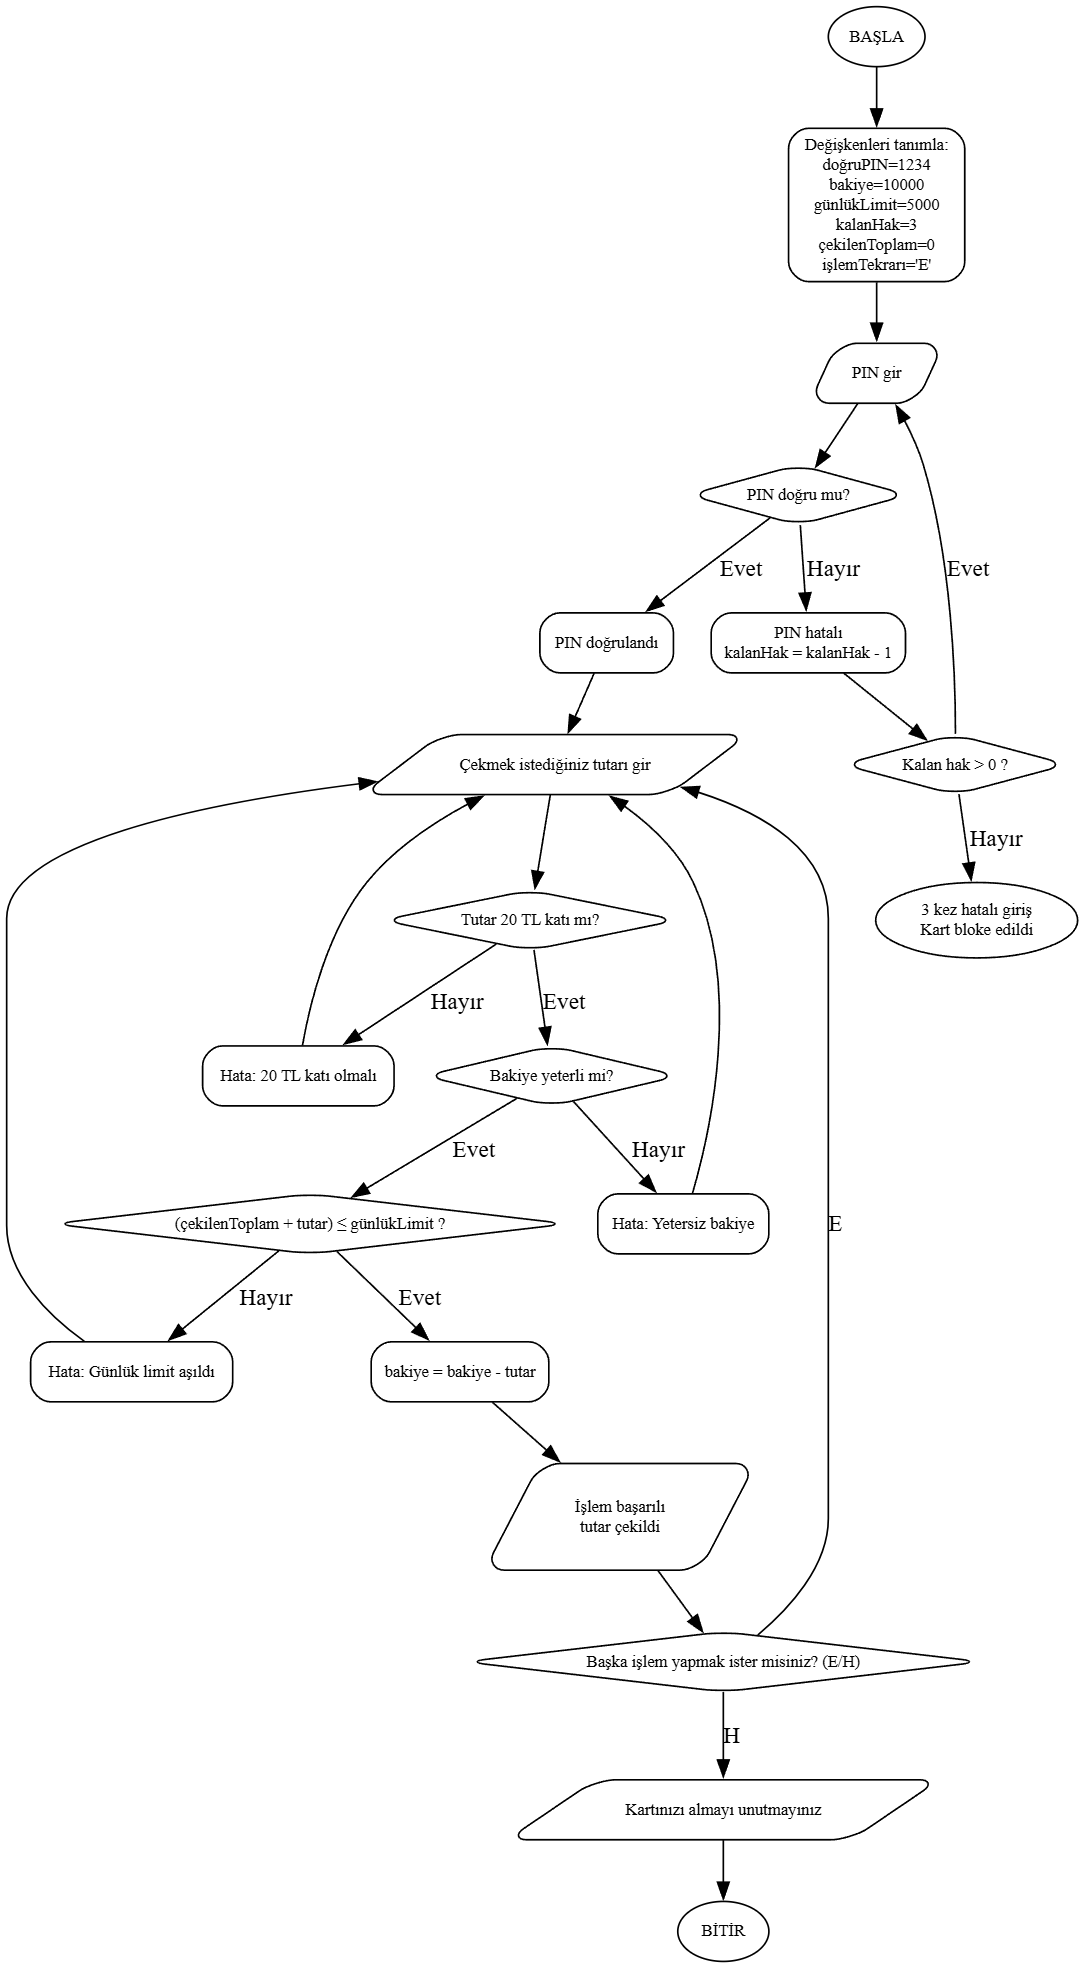 BAŞLA
Değişkenleri tanımla:
doğruPIN=1234
bakiye=10000
günlükLimit=5000
kalanHak=3
çekilenToplam=0
işlemTekrarı='E'
PIN gir
PIN doğru mu?
Evet
Hayır
Evet
PIN doğrulandı
PIN hatalı
kalanHak = kalanHak - 1
Çekmek istediğiniz tutarı gir
Kalan hak > 0 ?
Hayır
3 kez hatalı giriş
Kart bloke edildi
Tutar 20 TL katı mı?
Hayır
Evet
Hata: 20 TL katı olmalı
Bakiye yeterli mi?
Evet
Hayır
(çekilenToplam + tutar) ≤ günlükLimit ?
Hata: Yetersiz bakiye
E
Hayır
Evet
Hata: Günlük limit aşıldı
bakiye = bakiye - tutar
İşlem başarılı
tutar çekildi
Başka işlem yapmak ister misiniz? (E/H)
H
Kartınızı almayı unutmayınız
BİTİR